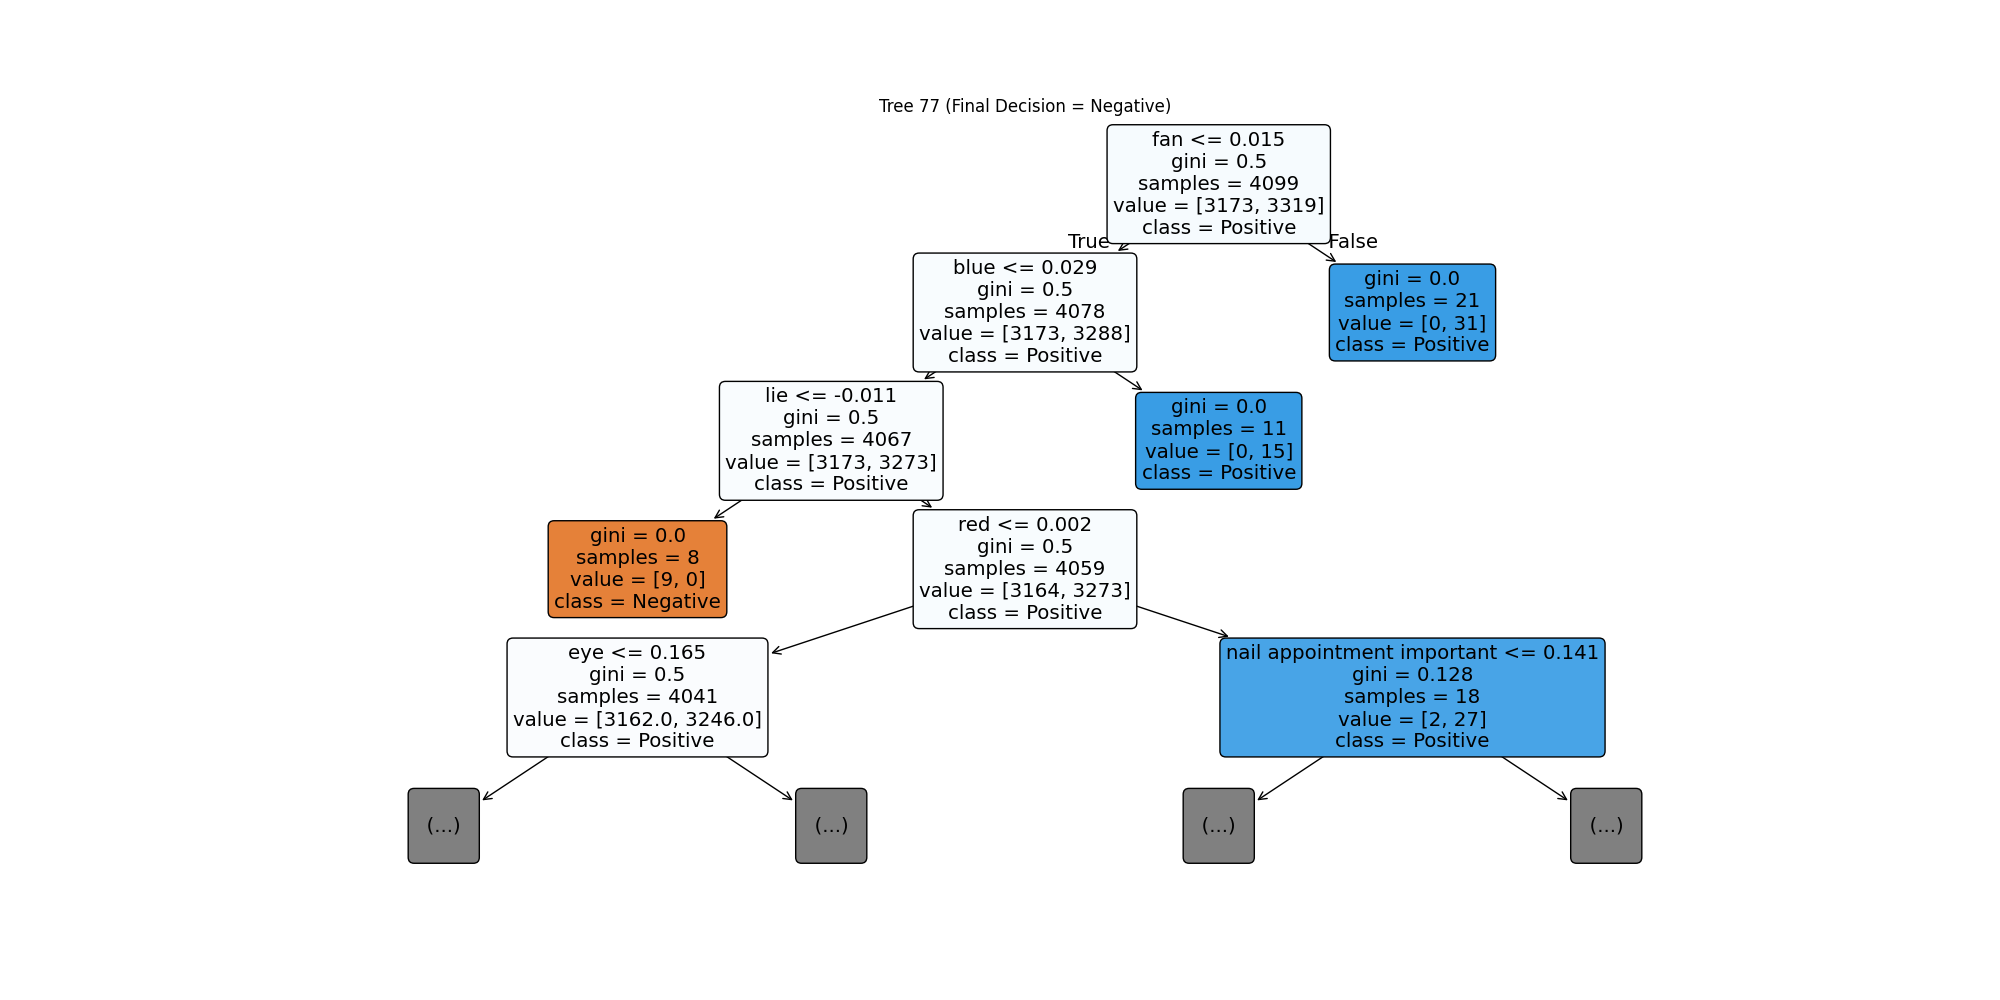 Tree 77 (Final Decision = Negative)
fan <= 0.015
gini = 0.5
samples = 4099
value = [3173, 3319]
class = Positive
True
False
blue <= 0.029
gini = 0.5
samples = 4078
value = [3173, 3288]
class = Positive
gini = 0.0
samples = 21
value = [0, 31]
class = Positive
lie <= -0.011
gini = 0.5
samples = 4067
value = [3173, 3273]
class = Positive
gini = 0.0
samples = 11
value = [0, 15]
class = Positive
gini = 0.0
samples = 8
value = [9, 0]
class = Negative
red <= 0.002
gini = 0.5
samples = 4059
value = [3164, 3273]
class = Positive
eye <= 0.165
gini = 0.5
samples = 4041
value = [3162.0, 3246.0]
class = Positive
nail appointment important <= 0.141
gini = 0.128
samples = 18
value = [2, 27]
class = Positive
(...)
(...)
(...)
(...)